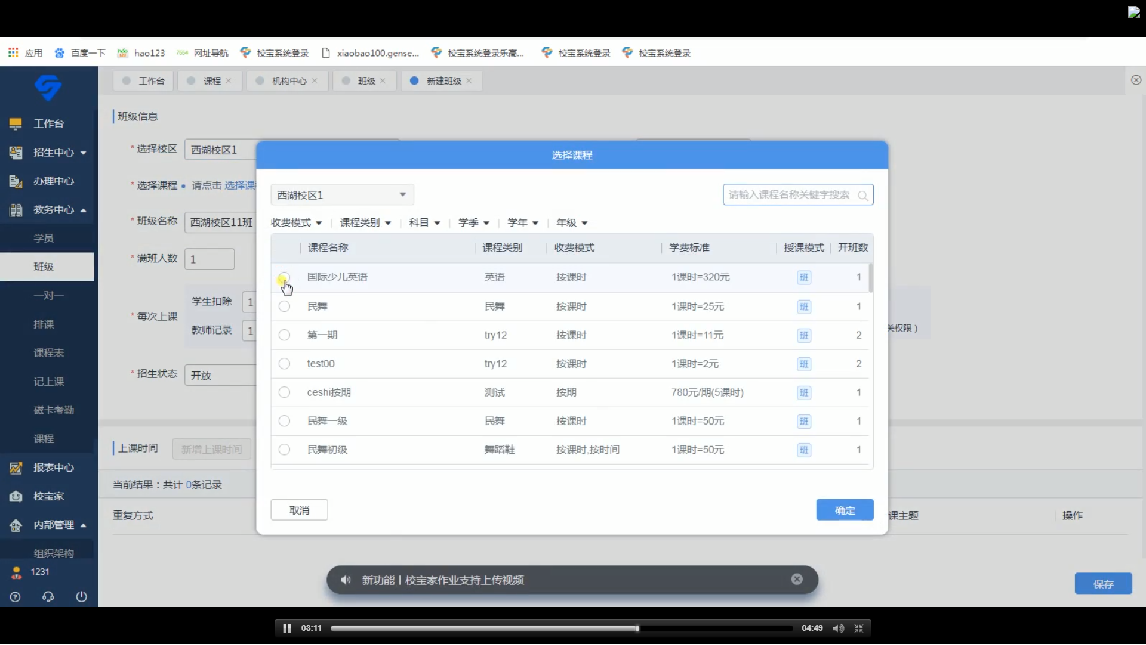 应用 百度一下 hao123 网址导航 校宝系统登录 xiaobao100.gense... 校宝系统登录乐高... 校宝系统登录 校宝系统登录
工作台 课程 × 机构中心 × 班级 × 新建班级 ×
工作台
招生中心
办理中心
教务中心
学员
班级
一对一
排课
课程表
记上课
磁卡考勤
课程
报表中心
校宝家
内部管理
组织架构
1231
班级信息
* 选择校区 西湖校区1
* 选择课程 请点击 选择课
* 班级名称 西湖校区11班
* 满班人数 1
* 每次上课 学生扣除 1
教师记录 1
权限）
* 招生状态 开放
上课时间 新增上课时间
当前结果：共计 0条记录
重复方式 课主题 操作
选择课程
西湖校区1 请输入课程名称关键字搜索
收费模式 课程类别 科目 学季 学年 年级
课程名称 课程类别 收费模式 学费标准 授课模式 开班数
国际少儿英语 英语 按课时 1课时=320元 班 1
民舞 民舞 按课时 1课时=25元 班 1
第一期 try12 按课时 1课时=11元 班 2
test00 try12 按课时 1课时=2元 班 2
ceshi按期 测试 按期 780元/期(5课时) 班 1
民舞一级 民舞 按课时 1课时=50元 班 1
民舞初级 舞蹈鞋 按课时,按时间 1课时=50元 班 1
取消 确定
新功能 | 校宝家作业支持上传视频
保存
03:11 04:49